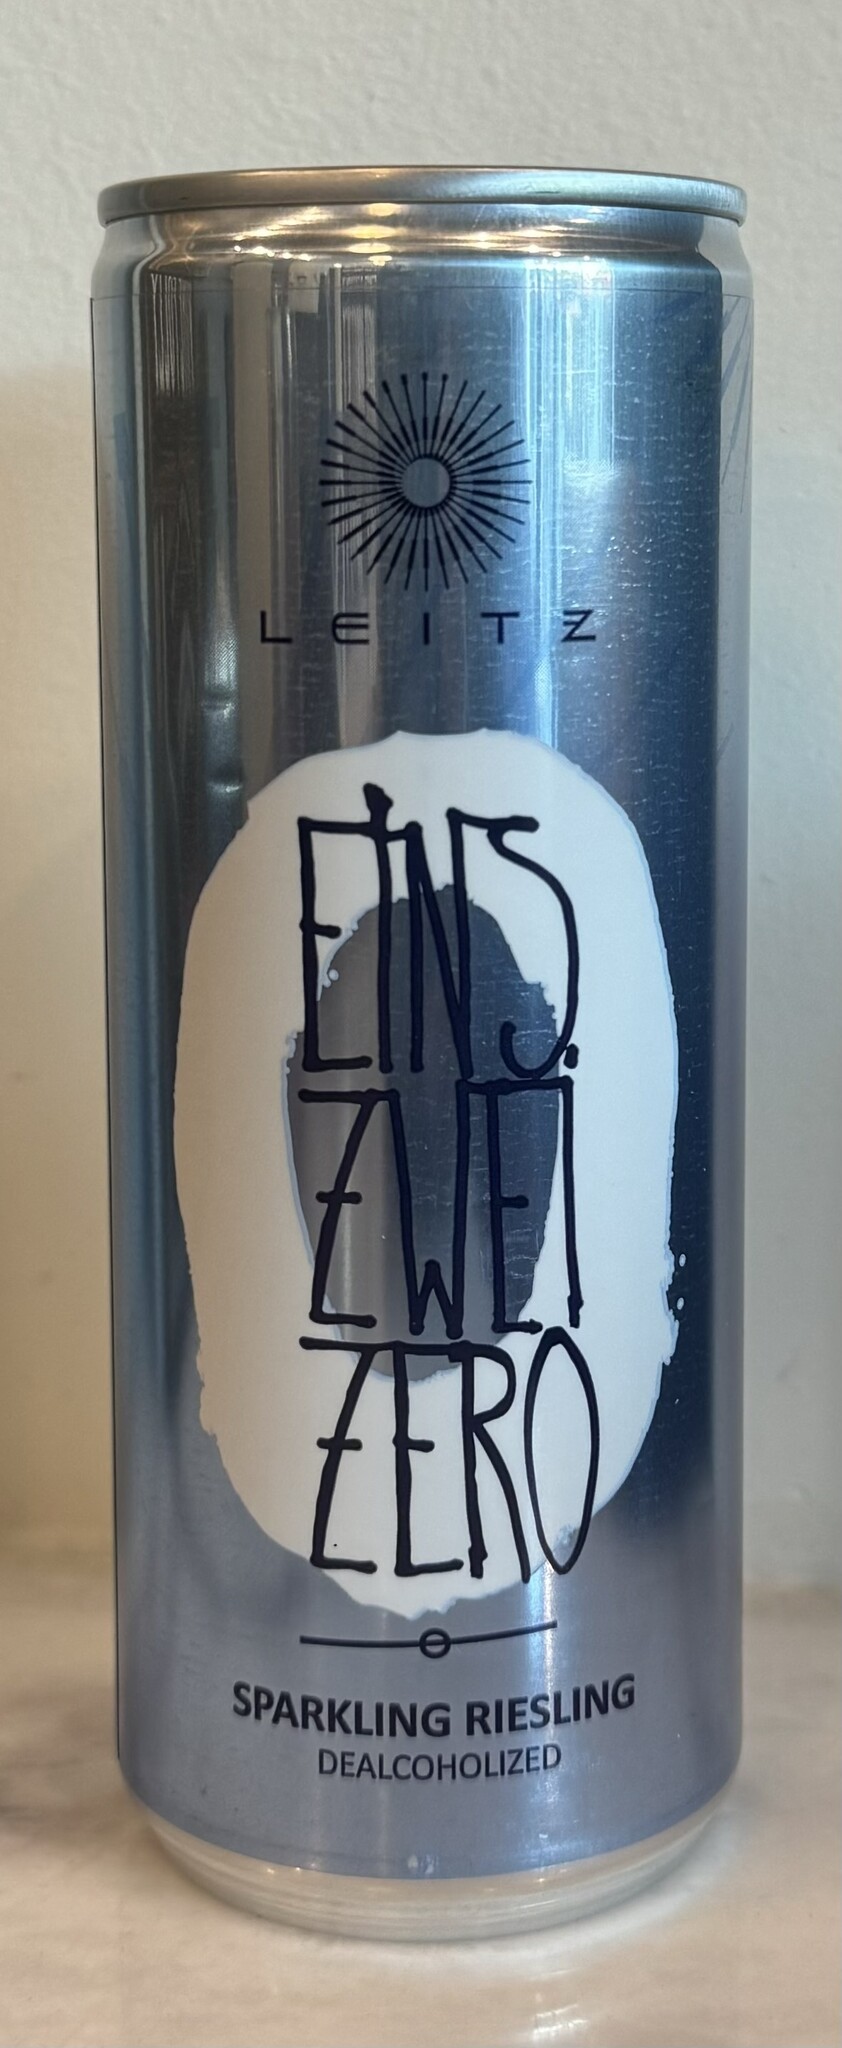 LEITZ
EINS.
ZWEI
ZERO
SPARKLING RIESLING
DEALCOHOLIZED